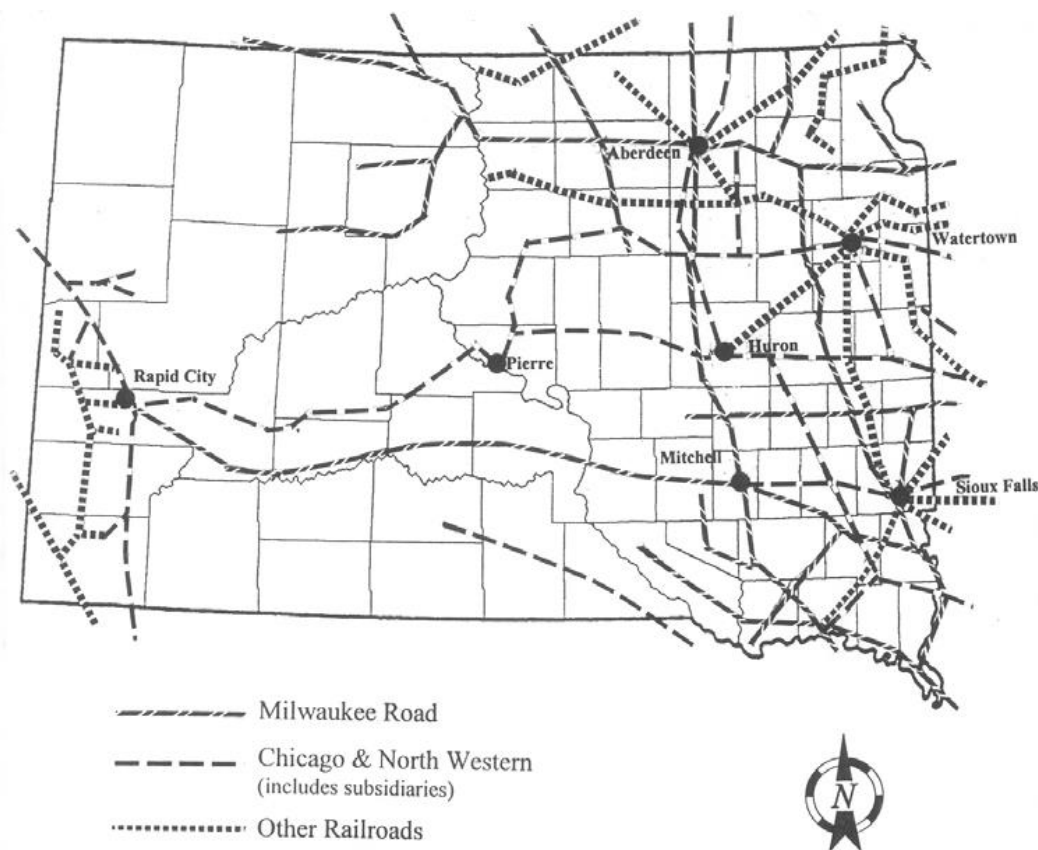 Aberdeen
Watertown
Huron
Pierre
Rapid City
Mitchell
Sioux Falls
Milwaukee Road
Chicago & North Western
(includes subsidiaries)
Other Railroads
N